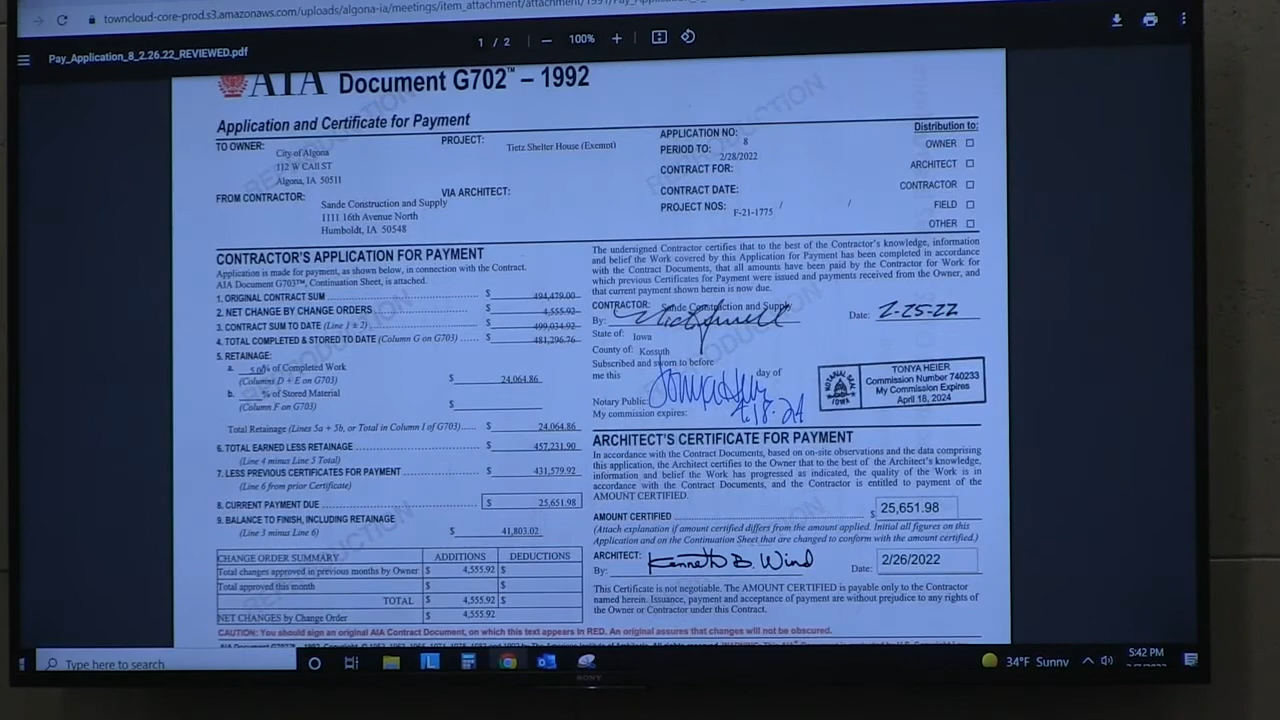 towncloud-core-prod.s3.amazonaws.com/uploads/algona-ia/meetings/item_attachment/attachment/
Pay_Application_8_2.26.22_REVIEWED.pdf
1 / 2
100%
AIA Document G702™ – 1992
Application and Certificate for Payment
TO OWNER:
City of Algona
112 W Call ST
Algona, IA 50511
PROJECT:
Tietz Shelter House (Exempt)
FROM CONTRACTOR:
Sande Construction and Supply
1111 16th Avenue North
Humboldt, IA 50548
VIA ARCHITECT:
APPLICATION NO: 8
PERIOD TO: 2/28/2022
CONTRACT FOR:
CONTRACT DATE:
PROJECT NOS: F-21-1775 / /
Distribution to:
OWNER
ARCHITECT
CONTRACTOR
FIELD
OTHER
CONTRACTOR'S APPLICATION FOR PAYMENT
Application is made for payment, as shown below, in connection with the Contract.
AIA Document G703™, Continuation Sheet, is attached.
1. ORIGINAL CONTRACT SUM $ 494,479.00
2. NET CHANGE BY CHANGE ORDERS $ 4,555.92
3. CONTRACT SUM TO DATE (Line 1 ± 2) $ 499,034.92
4. TOTAL COMPLETED & STORED TO DATE (Column G on G703) $ 481,296.76
5. RETAINAGE:
a. 5.00% of Completed Work
(Columns D + E on G703) $ 24,064.86
b. % of Stored Material
(Column F on G703) $
Total Retainage (Lines 5a + 5b, or Total in Column I of G703) $ 24,064.86
6. TOTAL EARNED LESS RETAINAGE $ 457,231.90
(Line 4 minus Line 5 Total)
7. LESS PREVIOUS CERTIFICATES FOR PAYMENT $ 431,579.92
(Line 6 from prior Certificate)
8. CURRENT PAYMENT DUE $ 25,651.98
9. BALANCE TO FINISH, INCLUDING RETAINAGE
(Line 3 minus Line 6) $ 41,803.02
CHANGE ORDER SUMMARY ADDITIONS DEDUCTIONS
Total changes approved in previous months by Owner $ 4,555.92 $
Total approved this month $ $
TOTAL $ 4,555.92 $
NET CHANGES by Change Order $ 4,555.92
The undersigned Contractor certifies that to the best of the Contractor's knowledge, information
and belief the Work covered by this Application for Payment has been completed in accordance
with the Contract Documents, that all amounts have been paid by the Contractor for Work for
which previous Certificates for Payment were issued and payments received from the Owner, and
that current payment shown herein is now due.
CONTRACTOR: Sande Construction and Supply
By:
Date: 2-25-22
State of: Iowa
County of: Kossuth
Subscribed and sworn to before
me this day of
Notary Public: Tonya Heier
My commission expires: 4.18.24
TONYA HEIER
Commission Number 740233
My Commission Expires
April 18, 2024
NOTARIAL SEAL
IOWA
ARCHITECT'S CERTIFICATE FOR PAYMENT
In accordance with the Contract Documents, based on on-site observations and the data comprising
this application, the Architect certifies to the Owner that to the best of the Architect's knowledge,
information and belief the Work has progressed as indicated, the quality of the Work is in
accordance with the Contract Documents, and the Contractor is entitled to payment of the
AMOUNT CERTIFIED.
AMOUNT CERTIFIED $ 25,651.98
(Attach explanation if amount certified differs from the amount applied. Initial all figures on this
Application and on the Continuation Sheet that are changed to conform with the amount certified.)
ARCHITECT:
By: Kenneth B. Wind
Date: 2/26/2022
This Certificate is not negotiable. The AMOUNT CERTIFIED is payable only to the Contractor
named herein. Issuance, payment and acceptance of payment are without prejudice to any rights of
the Owner or Contractor under this Contract.
CAUTION: You should sign an original AIA Contract Document, on which this text appears in RED. An original assures that changes will not be obscured.
Type here to search
34°F Sunny
5:42 PM
SONY